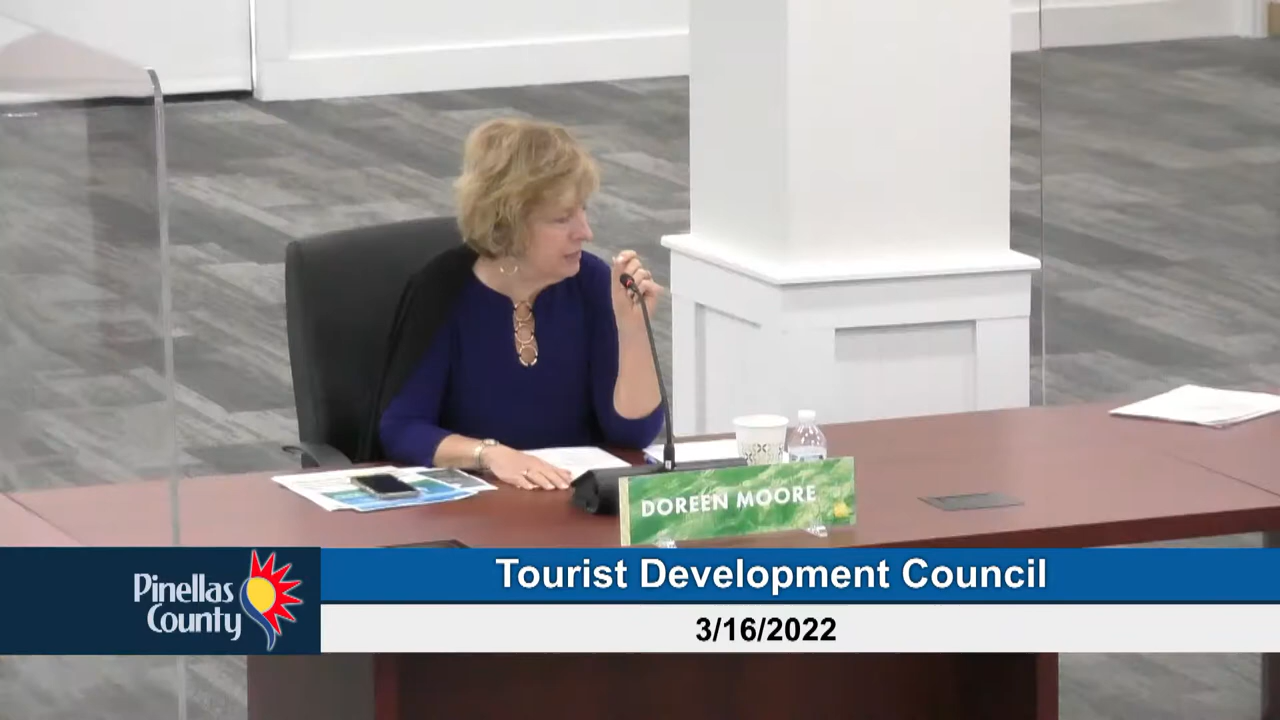 DOREEN MOORE
Pinellas
County
Tourist Development Council
3/16/2022